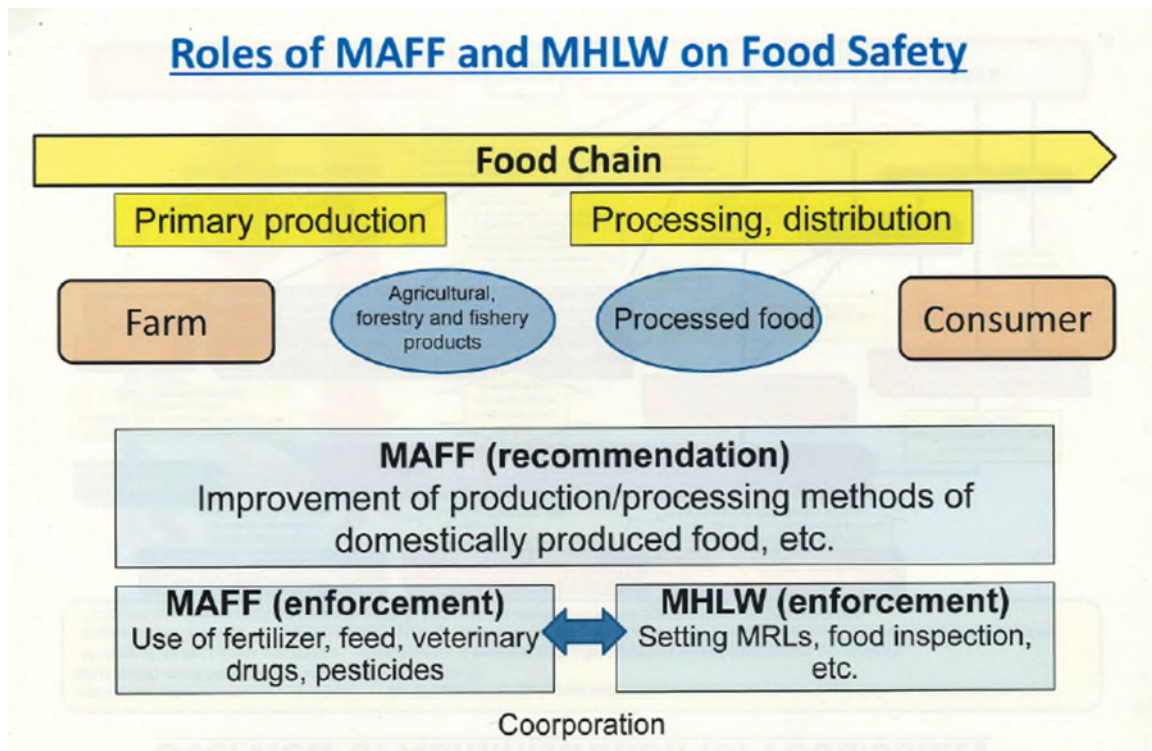 Roles of MAFF and MHLW on Food Safety
Food Chain
Primary production
Processing, distribution
Farm
Agricultural,
forestry and fishery
products
Processed food
Consumer
MAFF (recommendation)
Improvement of production/processing methods of
domestically produced food, etc.
MAFF (enforcement)
Use of fertilizer, feed, veterinary
drugs, pesticides
MHLW (enforcement)
Setting MRLs, food inspection,
etc.
Coorporation